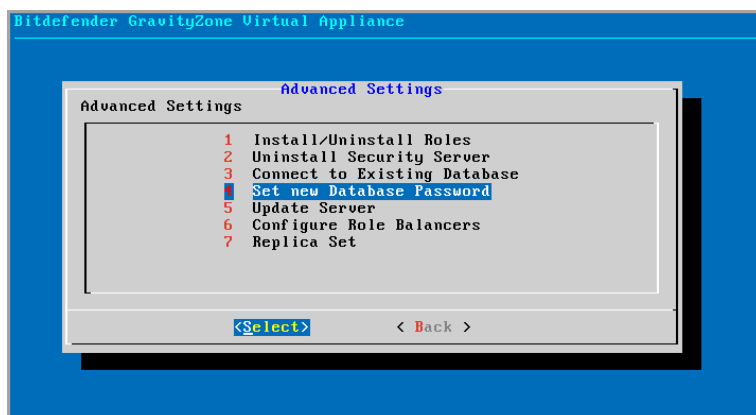 Bitdefender GravityZone Virtual Appliance
Advanced Settings
Advanced Settings
1 Install/Uninstall Roles
2 Uninstall Security Server
3 Connect to Existing Database
4 Set new Database Password
5 Update Server
6 Configure Role Balancers
7 Replica Set
<Select> < Back >